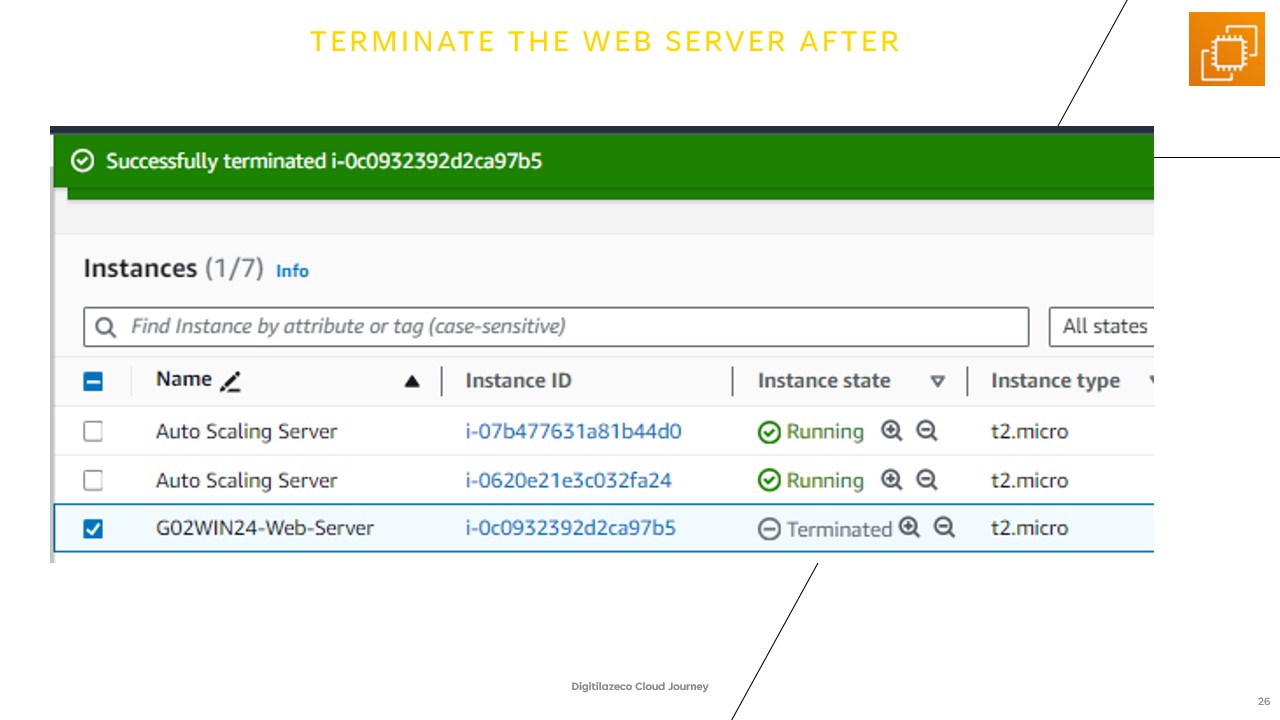 TERMINATE THE WEB SERVER AFTER
Successfully terminated i-0c0932392d2ca97b5
Instances (1/7) Info
Find Instance by attribute or tag (case-sensitive) All states
Name Instance ID Instance state Instance type
Auto Scaling Server i-07b477631a81b44d0 Running t2.micro
Auto Scaling Server i-0620e21e3c032fa24 Running t2.micro
G02WIN24-Web-Server i-0c0932392d2ca97b5 Terminated t2.micro
Digitilazeco Cloud Journey
26